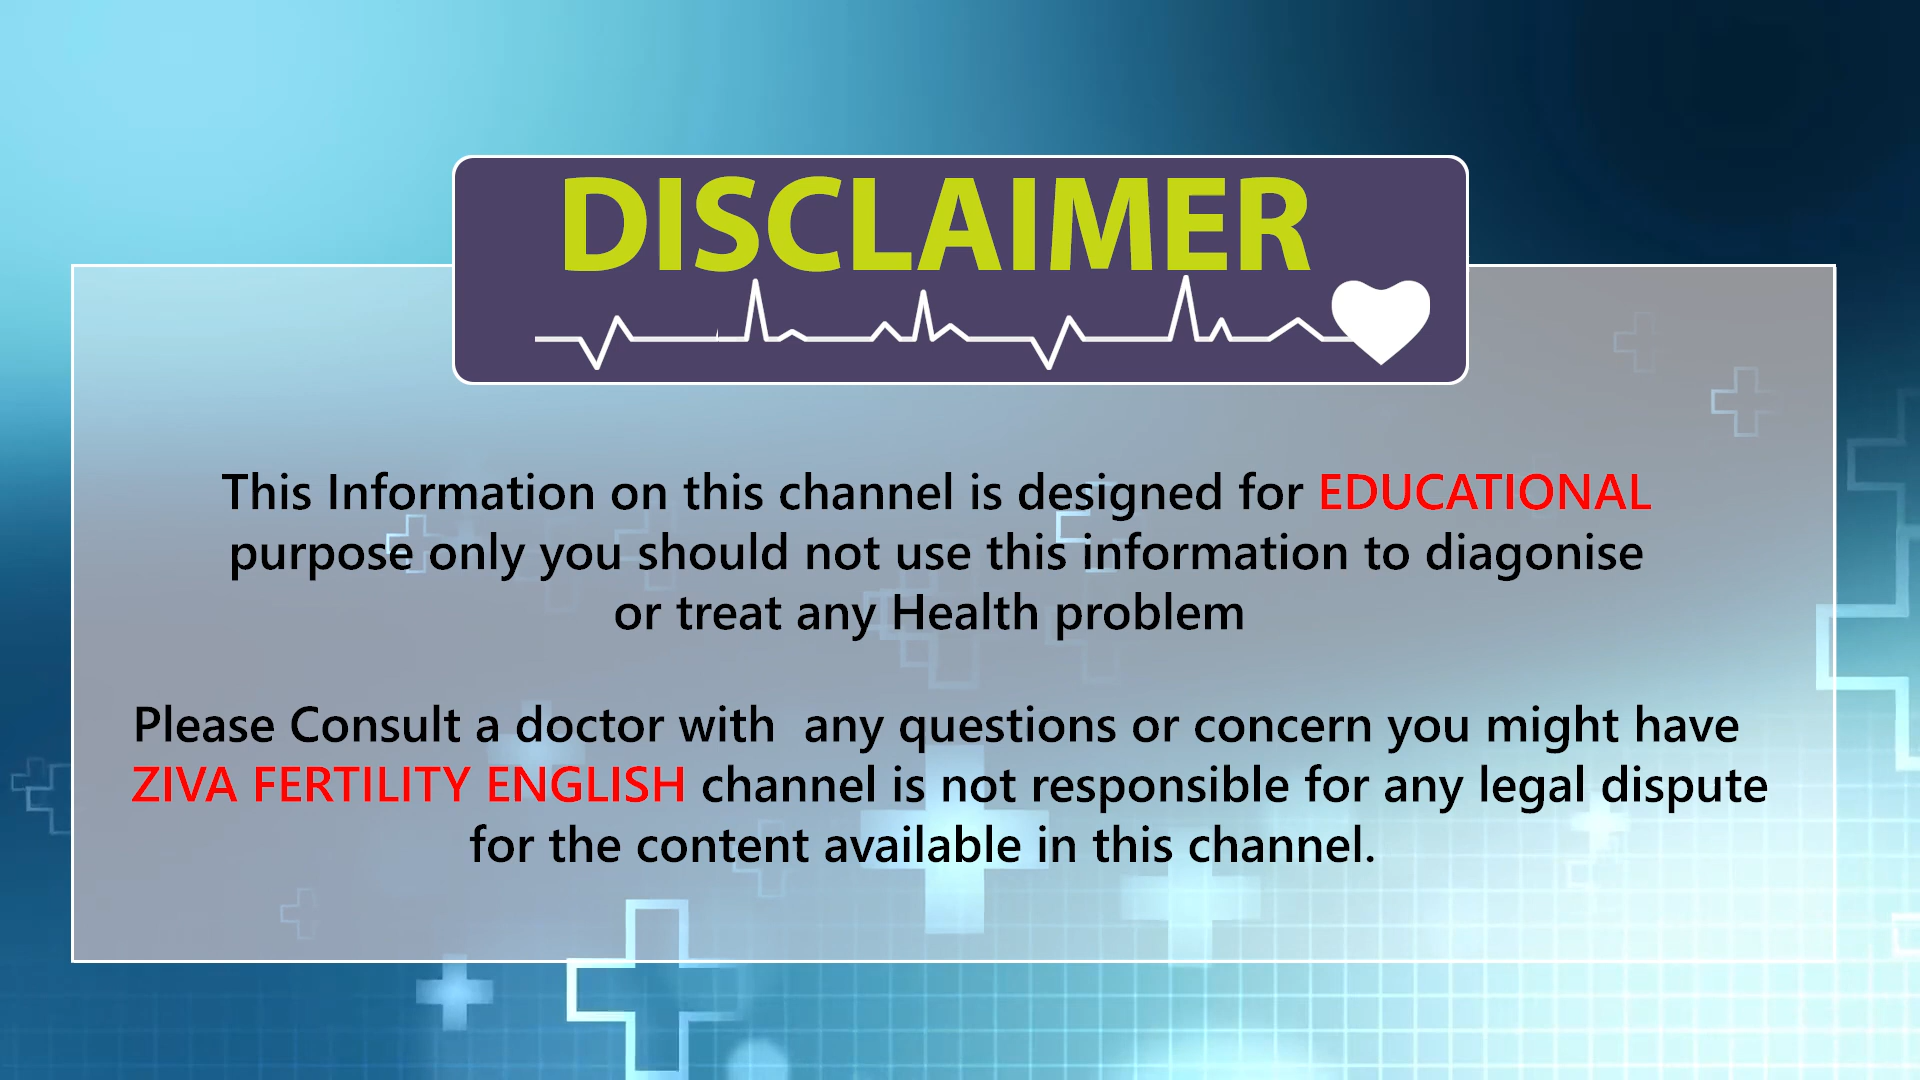 DISCLAIMER
This Information on this channel is designed for EDUCATIONAL
purpose only you should not use this information to diagonise
or treat any Health problem
Please Consult a doctor with  any questions or concern you might have
ZIVA FERTILITY ENGLISH channel is not responsible for any legal dispute
for the content available in this channel.